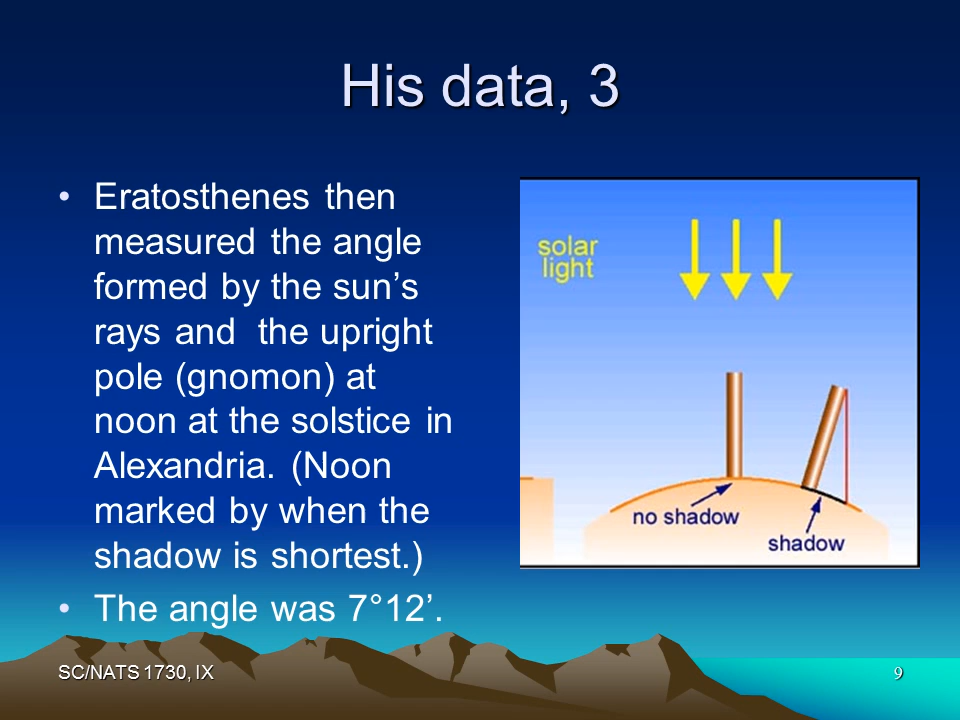 His data, 3
• Eratosthenes then
measured the angle
formed by the sun’s
rays and  the upright
pole (gnomon) at
noon at the solstice in
Alexandria. (Noon
marked by when the
shadow is shortest.)
• The angle was 7°12’.
solar
light
no shadow
shadow
SC/NATS 1730, IX
9